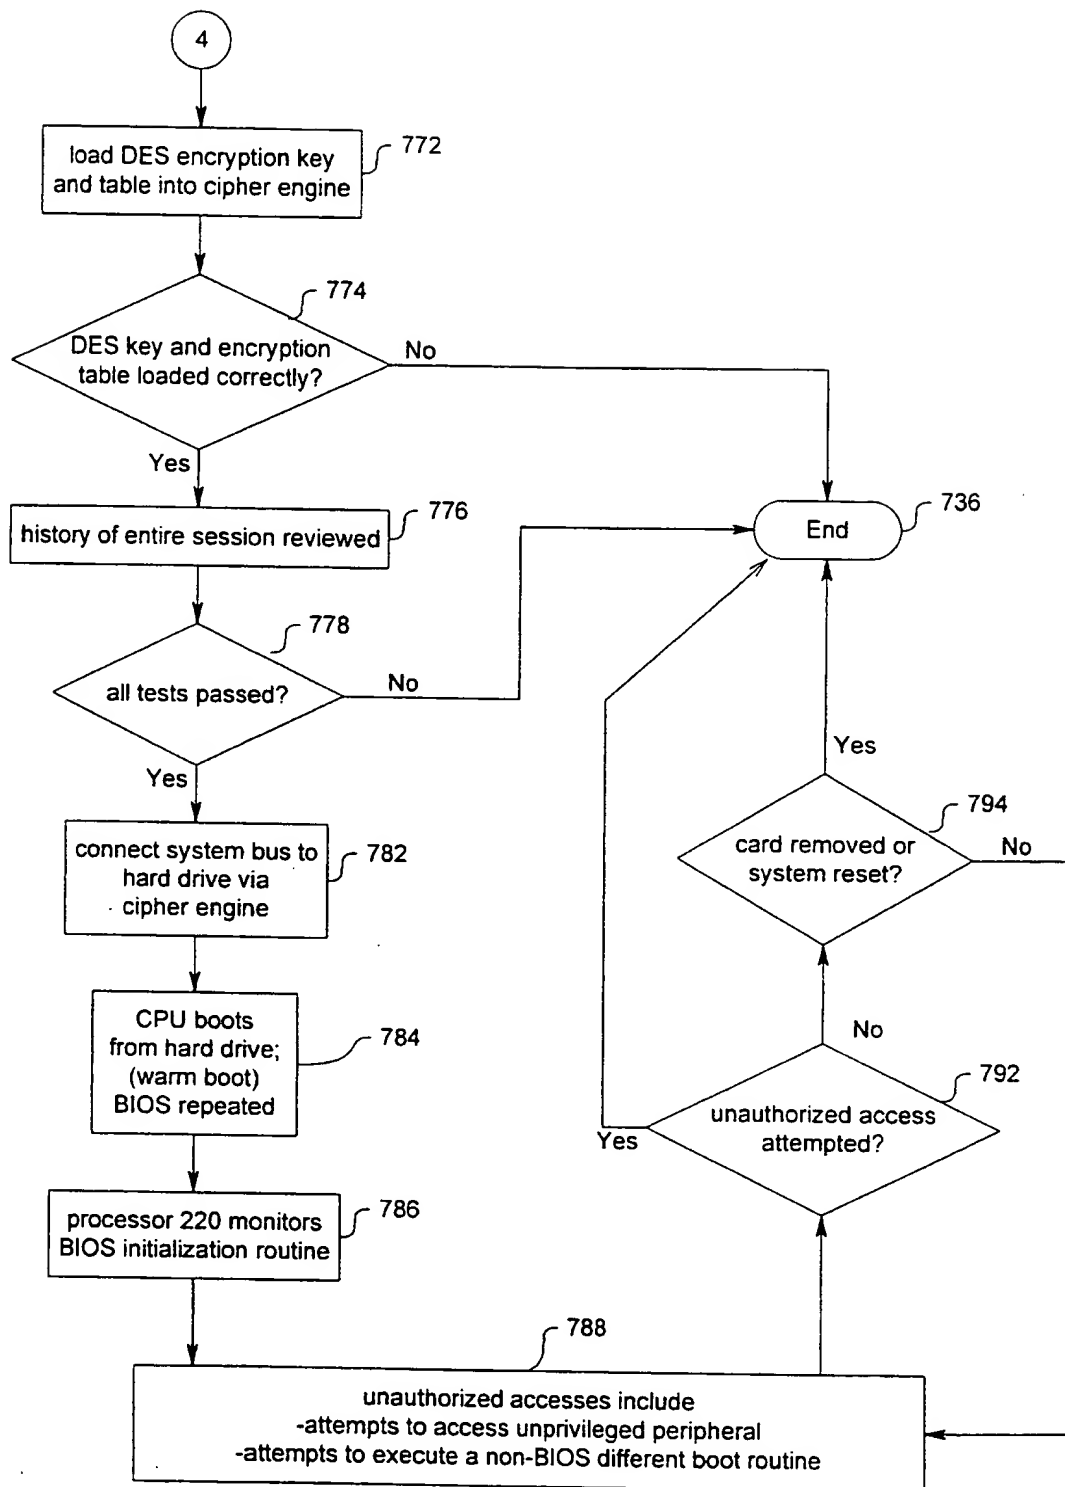 4
load DES encryption key
and table into cipher engine
772
774
DES key and encryption
table loaded correctly?
No
Yes
history of entire session reviewed
776
End
736
778
all tests passed?
No
Yes
connect system bus to
hard drive via
cipher engine
782
CPU boots
from hard drive;
(warm boot)
BIOS repeated
784
processor 220 monitors
BIOS initialization routine
786
Yes
794
card removed or
system reset?
No
No
792
unauthorized access
attempted?
Yes
788
unauthorized accesses include
-attempts to access unprivileged peripheral
-attempts to execute a non-BIOS different boot routine